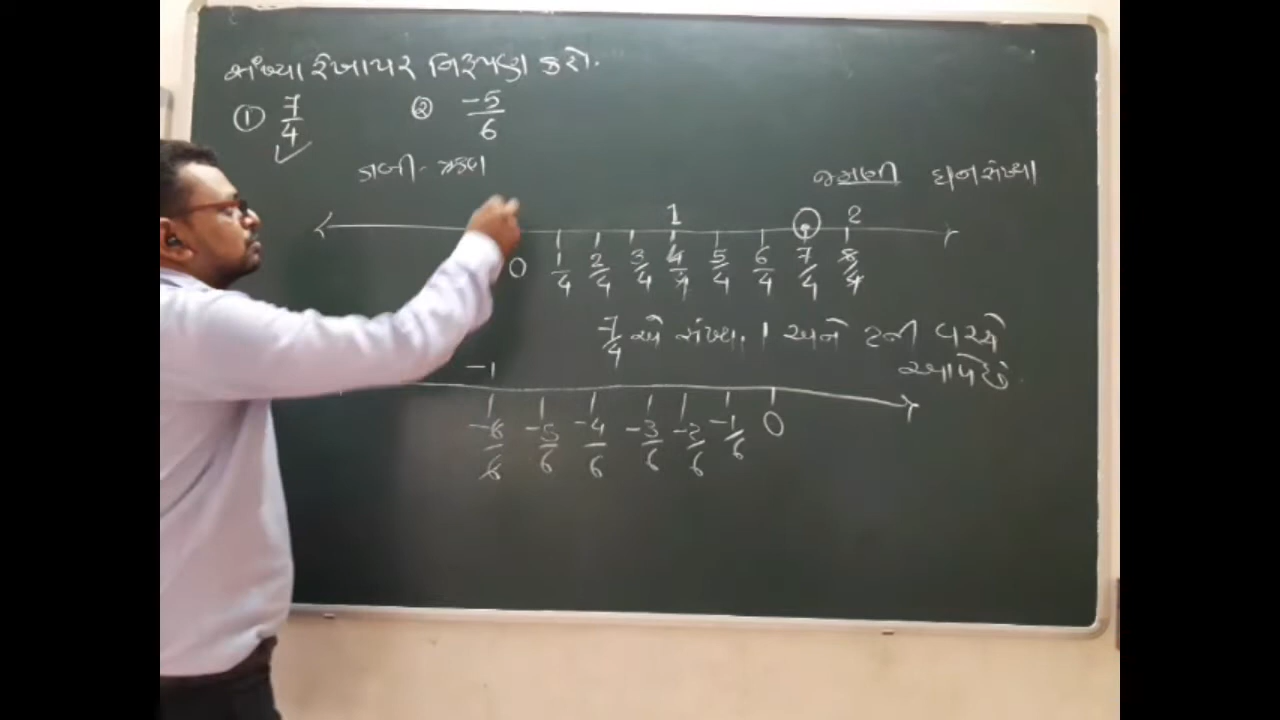 સંખ્યા રેખાપર નિરૂપણ કરો.
① 7/4 ② -5/6
ડાબી - ઋણ જમણી ધનસંખ્યા
1 2
0 1/4 2/4 3/4 4/4 5/4 6/4 7/4 8/4
7/4 એ સંખ્યા 1 અને 2ની વચ્ચે
આવેછે.
-1
-6/6 -5/6 -4/6 -3/6 -2/6 -1/6 0